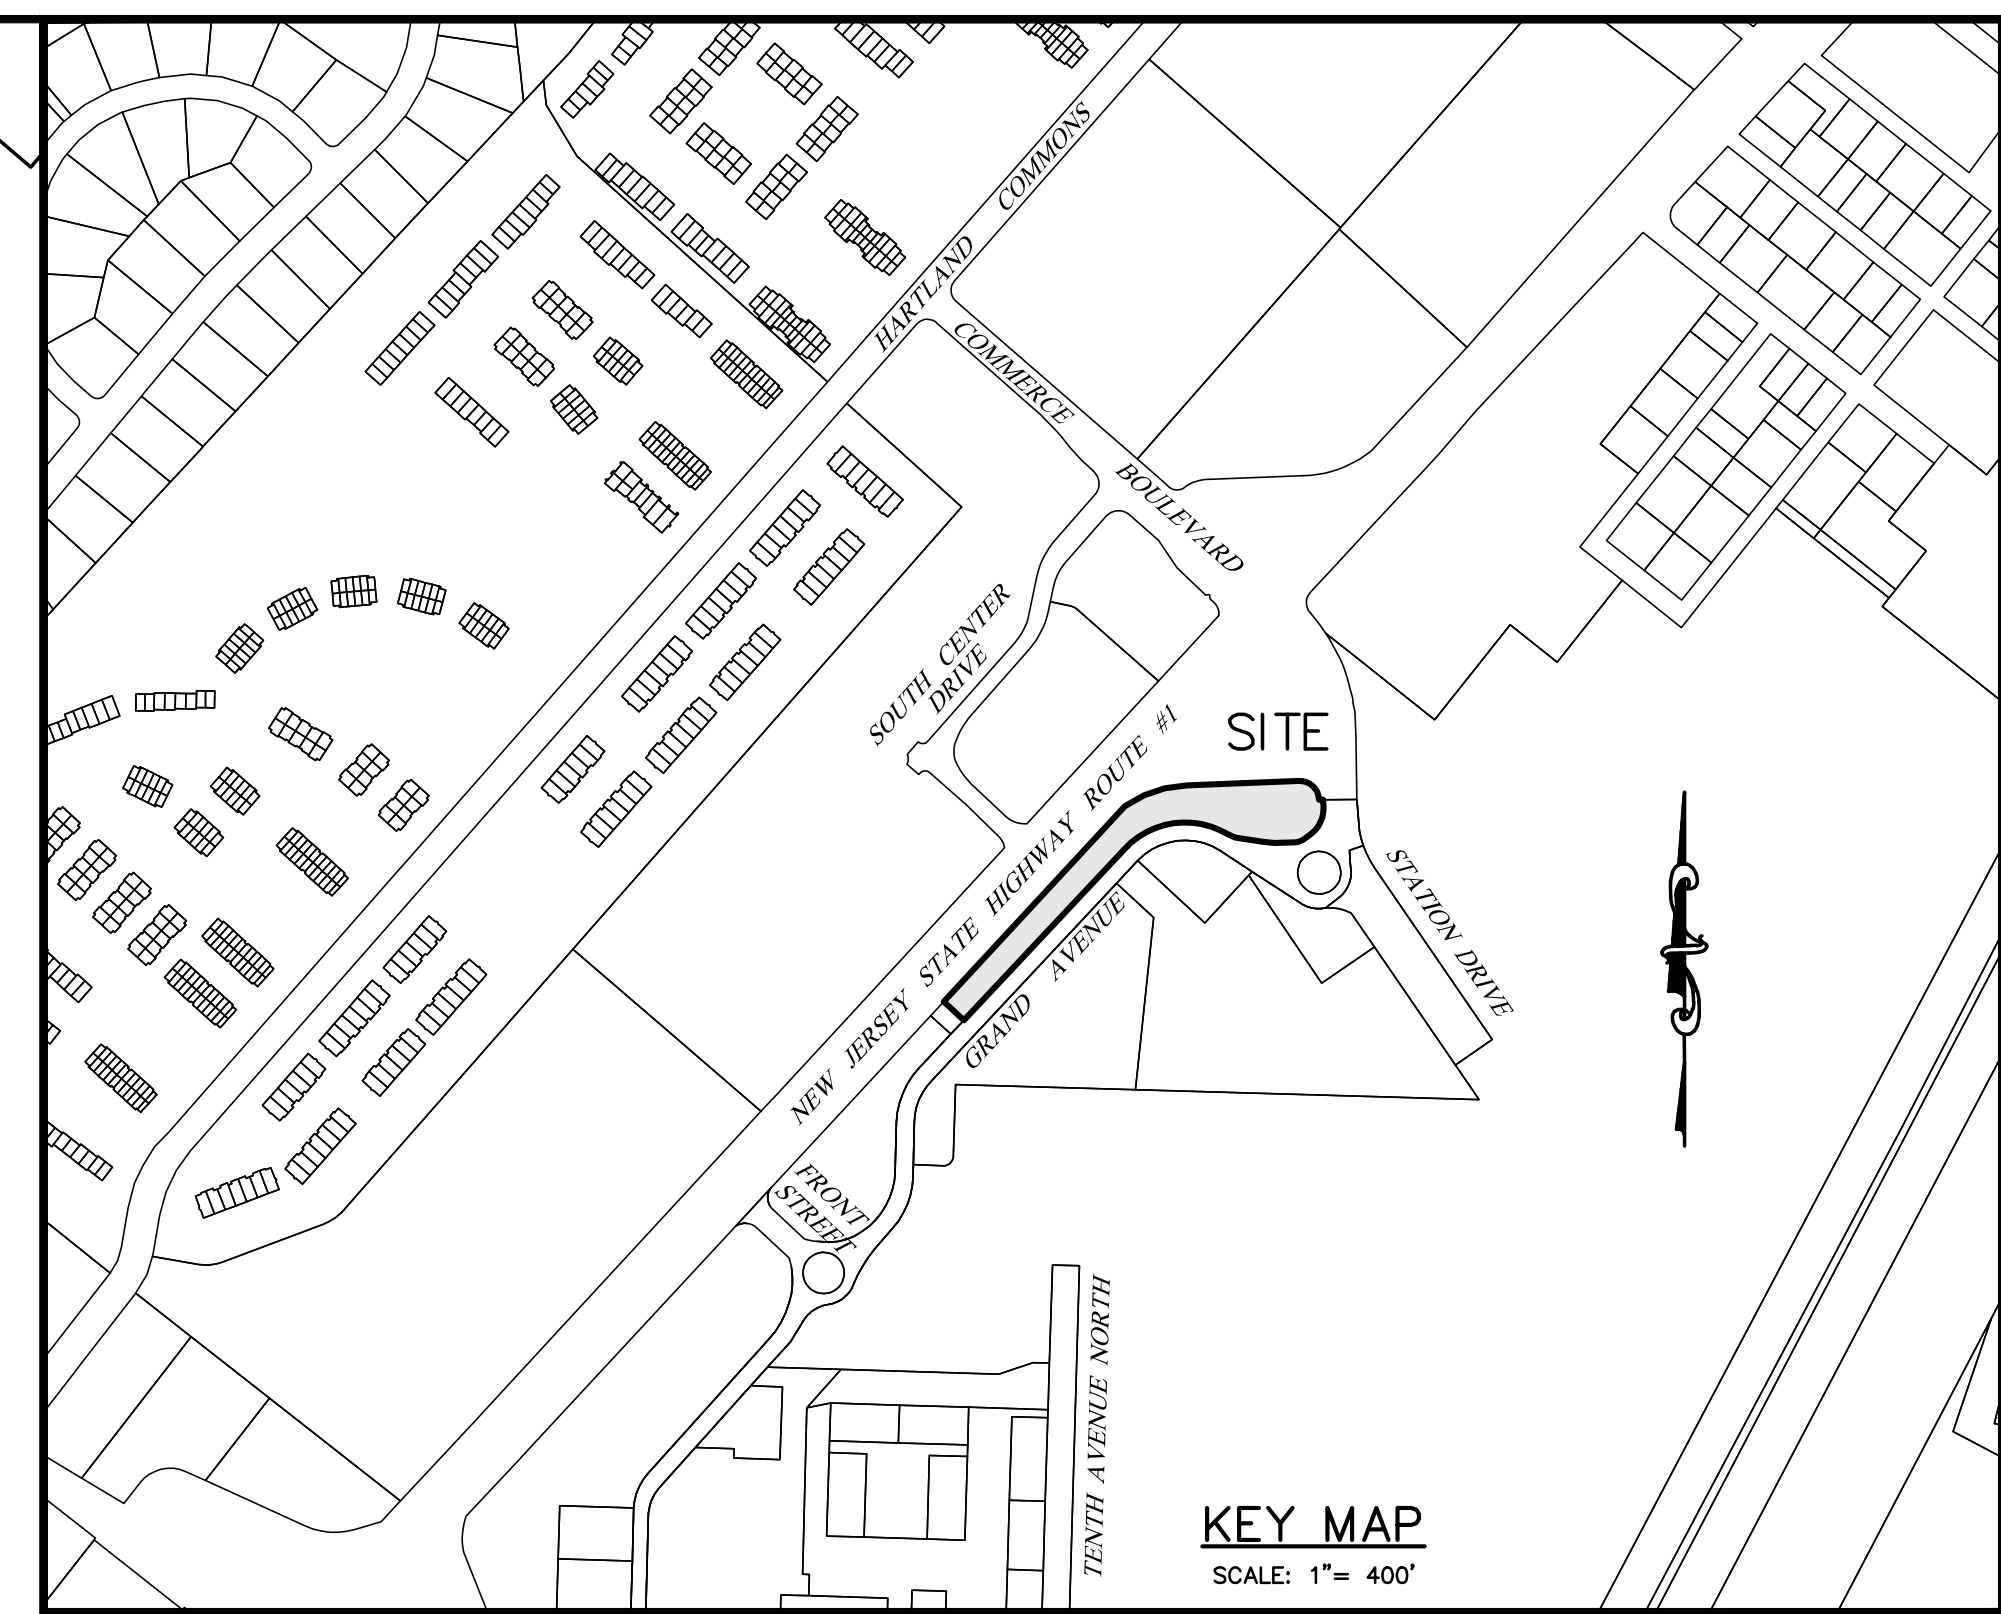 HARTLAND COMMONS
COMMERCE BOULEVARD
SOUTH CENTER
DRIVE
SITE
NEW JERSEY STATE HIGHWAY ROUTE #1
GRAND AVENUE
STATION DRIVE
FRONT
STREET
TENTH AVENUE NORTH
KEY MAP
SCALE: 1"= 400'